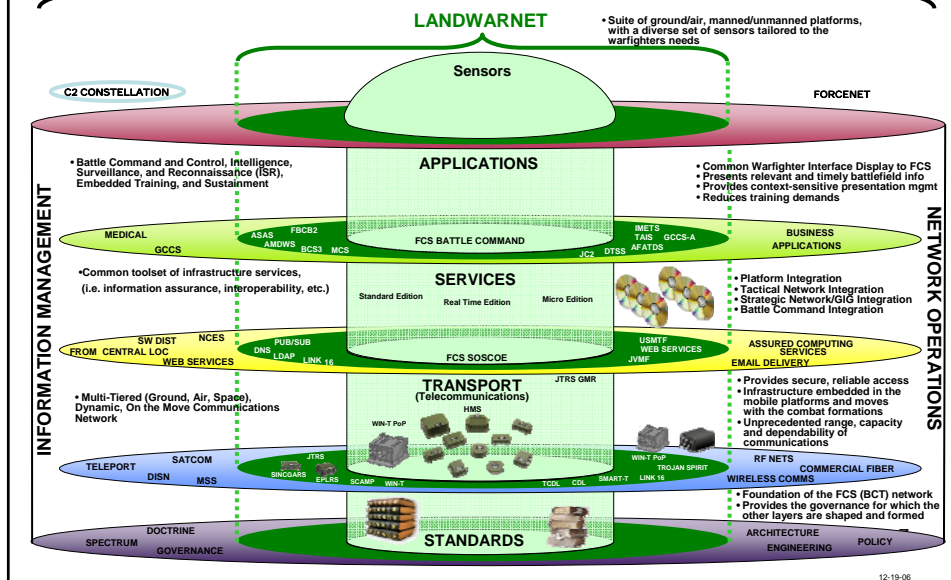 LANDWARNET
• Suite of ground/air, manned/unmanned platforms,
with a diverse set of sensors tailored to the
warfighters needs
Sensors
C2 CONSTELLATION
FORCENET
INFORMATION MANAGEMENT
NETWORK OPERATIONS
APPLICATIONS
• Battle Command and Control, Intelligence,
Surveillance, and Reconnaissance (ISR),
Embedded Training, and Sustainment
• Common Warfighter Interface Display to FCS
• Presents relevant and timely battlefield info
• Provides context-sensitive presentation mgmt
• Reduces training demands
MEDICAL
GCCS
ASAS
FBCB2
AMDWS
BCS3
MCS
FCS BATTLE COMMAND
JC2
DTSS
IMETS
TAIS
GCCS-A
AFATDS
BUSINESS
APPLICATIONS
SERVICES
•Common toolset of infrastructure services,
(i.e. information assurance, interoperability, etc.)
Standard Edition
Real Time Edition
Micro Edition
• Platform Integration
• Tactical Network Integration
• Strategic Network/GIG Integration
• Battle Command Integration
SW DIST
FROM CENTRAL LOC
NCES
WEB SERVICES
PUB/SUB
DNS
LDAP
LINK 16
FCS SOSCOE
USMTF
WEB SERVICES
JVMF
ASSURED COMPUTING
SERVICES
EMAIL DELIVERY
TRANSPORT
(Telecommunications)
JTRS GMR
HMS
WIN-T PoP
• Multi-Tiered (Ground, Air, Space),
Dynamic, On the Move Communications
Network
• Provides secure, reliable access
• Infrastructure embedded in the
mobile platforms and moves
with the combat formations
• Unprecedented range, capacity
and dependability of
communications
TELEPORT
SATCOM
DISN
MSS
JTRS
SINCGARS
EPLRS
SCAMP
WIN-T
TCDL
CDL
SMART-T
LINK 16
WIN-T PoP
TROJAN SPIRIT
RF NETS
COMMERCIAL FIBER
WIRELESS COMMS
• Foundation of the FCS (BCT) network
• Provides the governance for which the
other layers are shaped and formed
STANDARDS
DOCTRINE
SPECTRUM
GOVERNANCE
ARCHITECTURE
ENGINEERING
POLICY
12-19-06